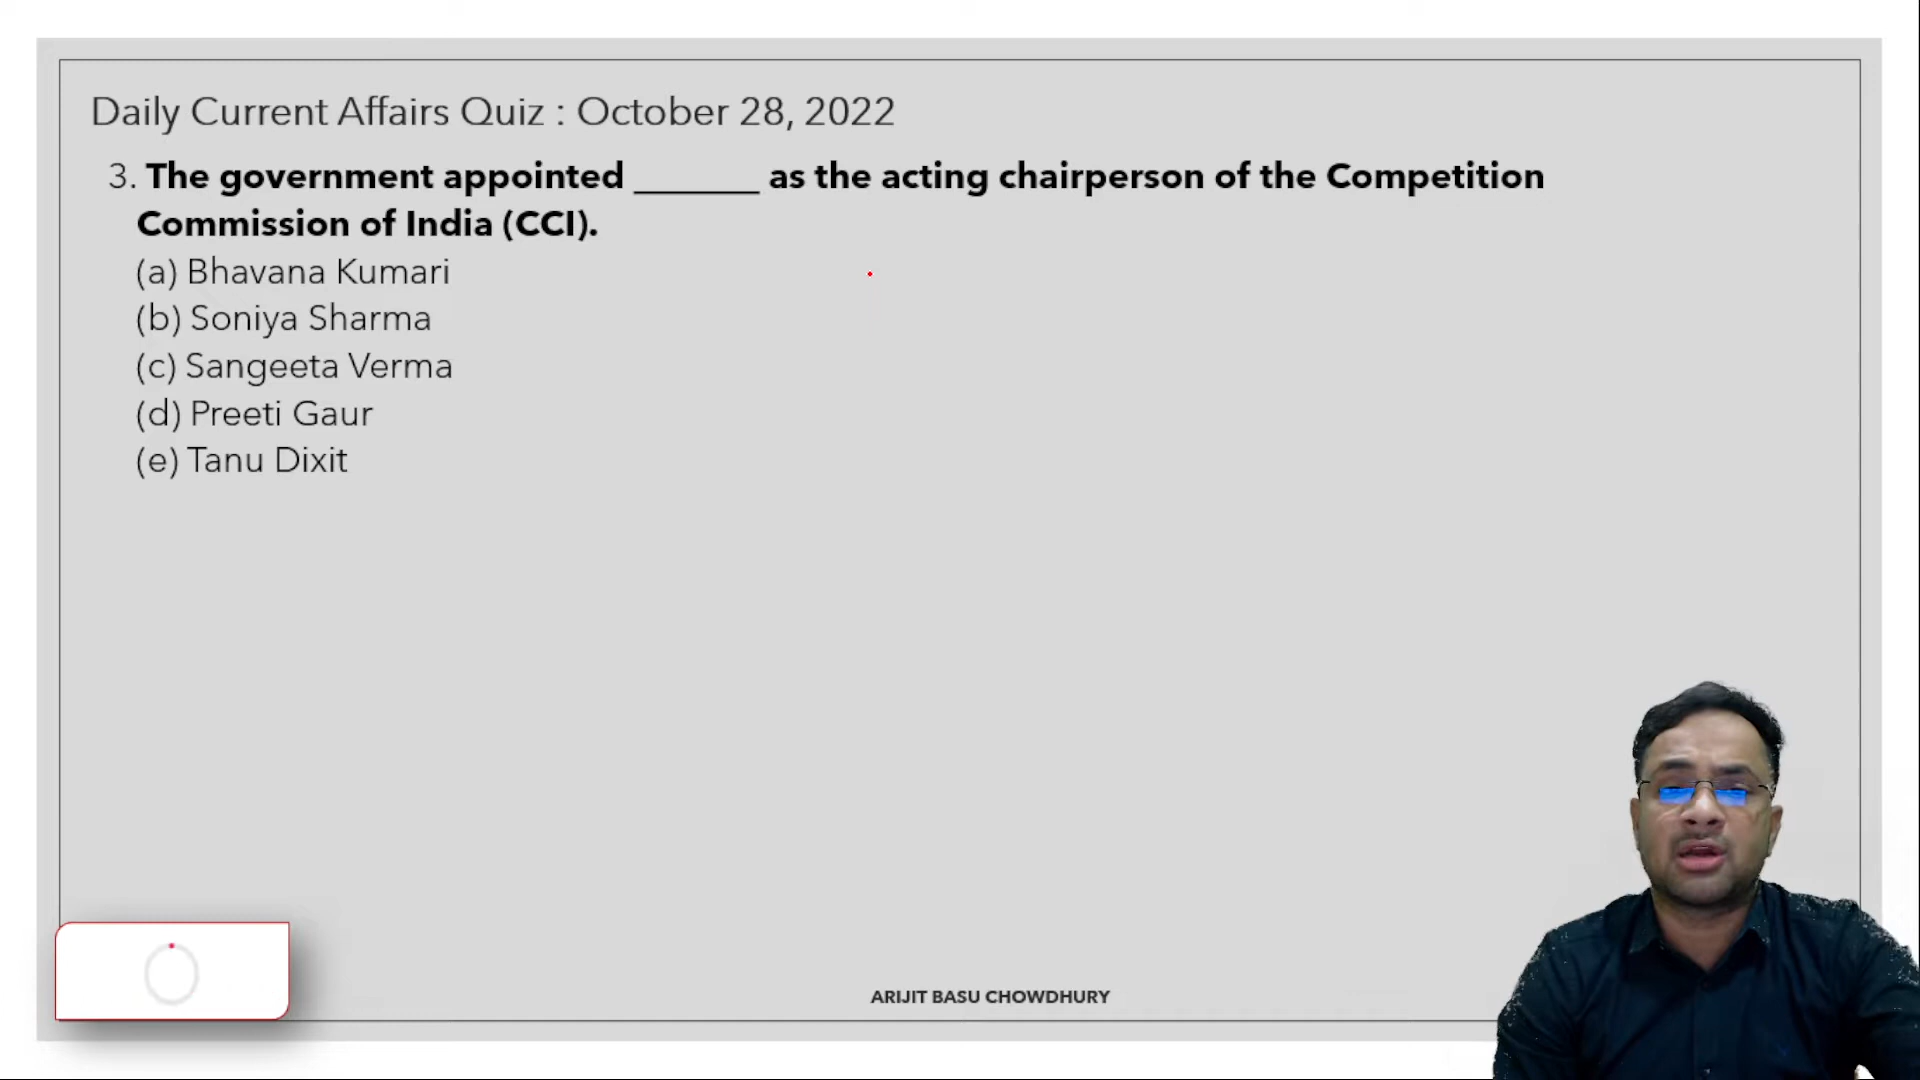 Daily Current Affairs Quiz : October 28, 2022
3. The government appointed _______ as the acting chairperson of the Competition
Commission of India (CCI).
(a) Bhavana Kumari
(b) Soniya Sharma
(c) Sangeeta Verma
(d) Preeti Gaur
(e) Tanu Dixit
ARIJIT BASU CHOWDHURY